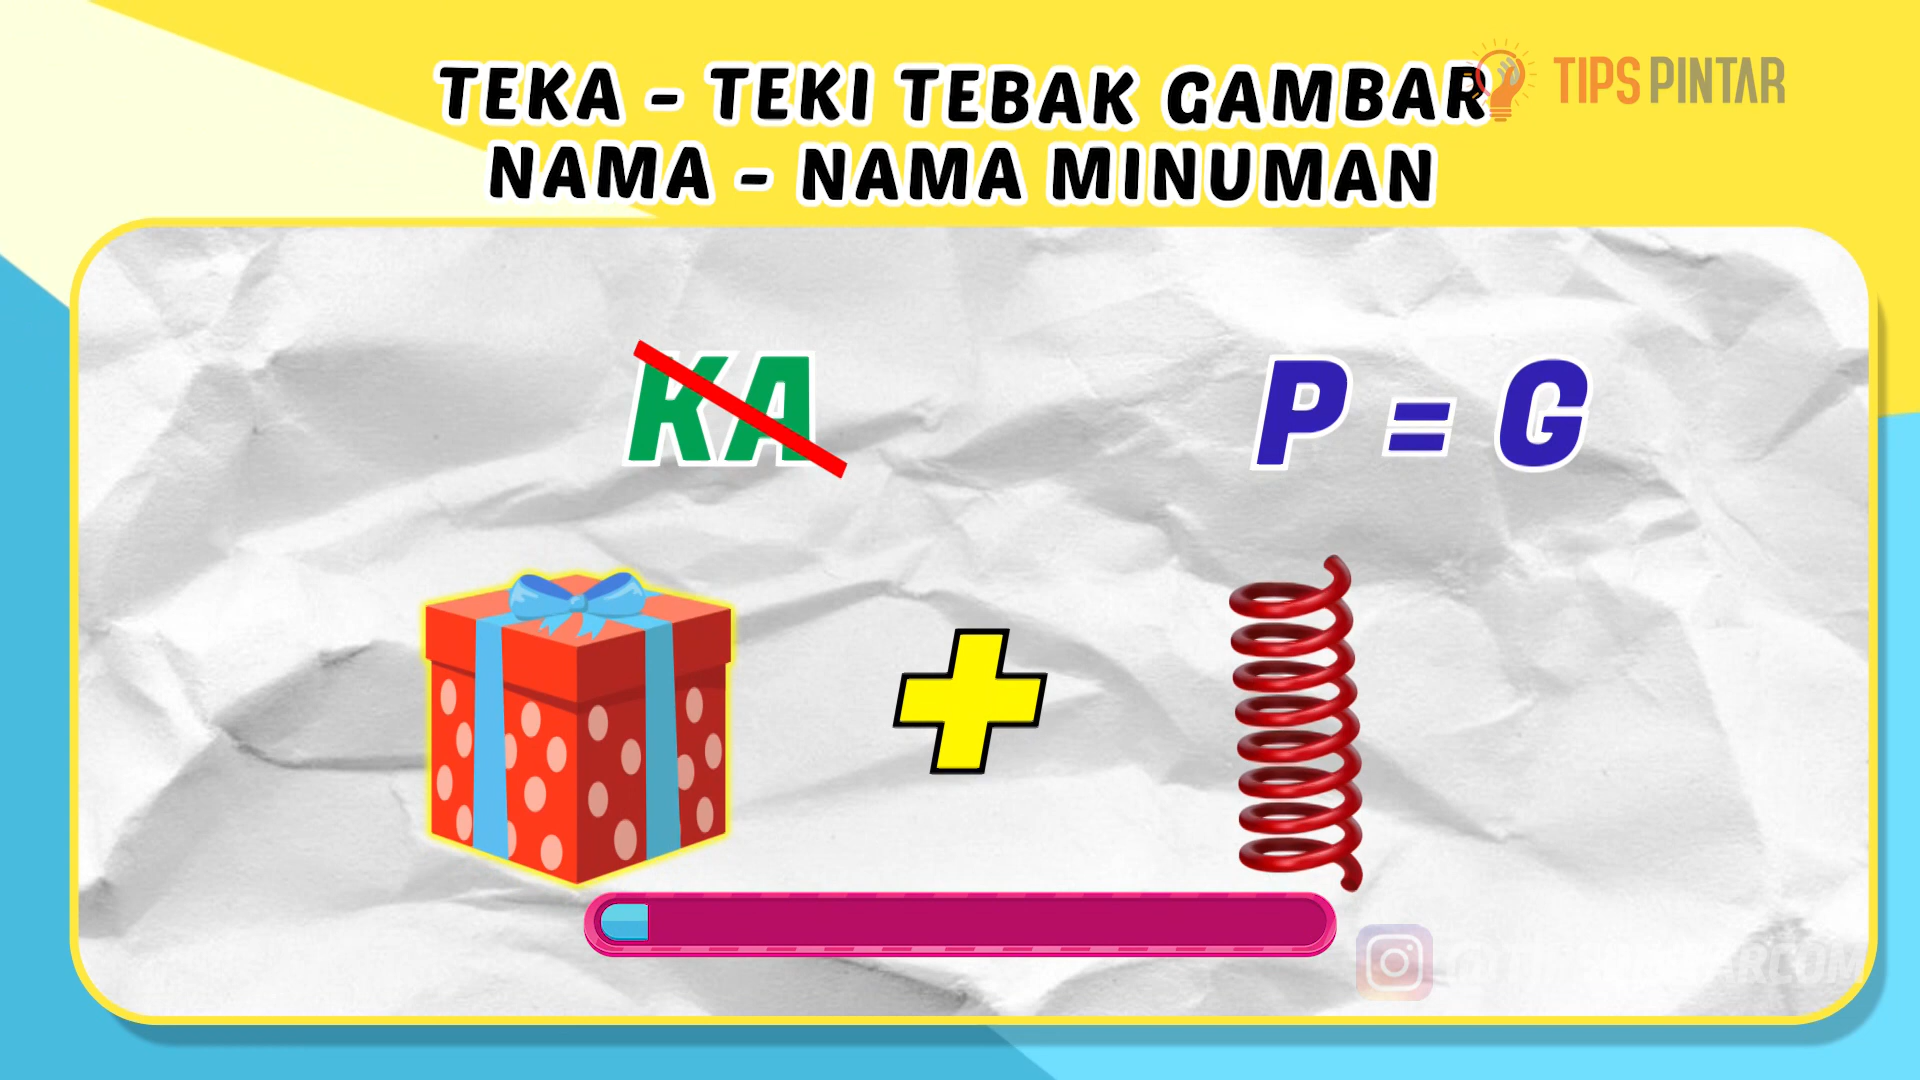 TEKA - TEKI TEBAK GAMBAR
NAMA - NAMA MINUMAN
TIPS PINTAR
KA
P = G